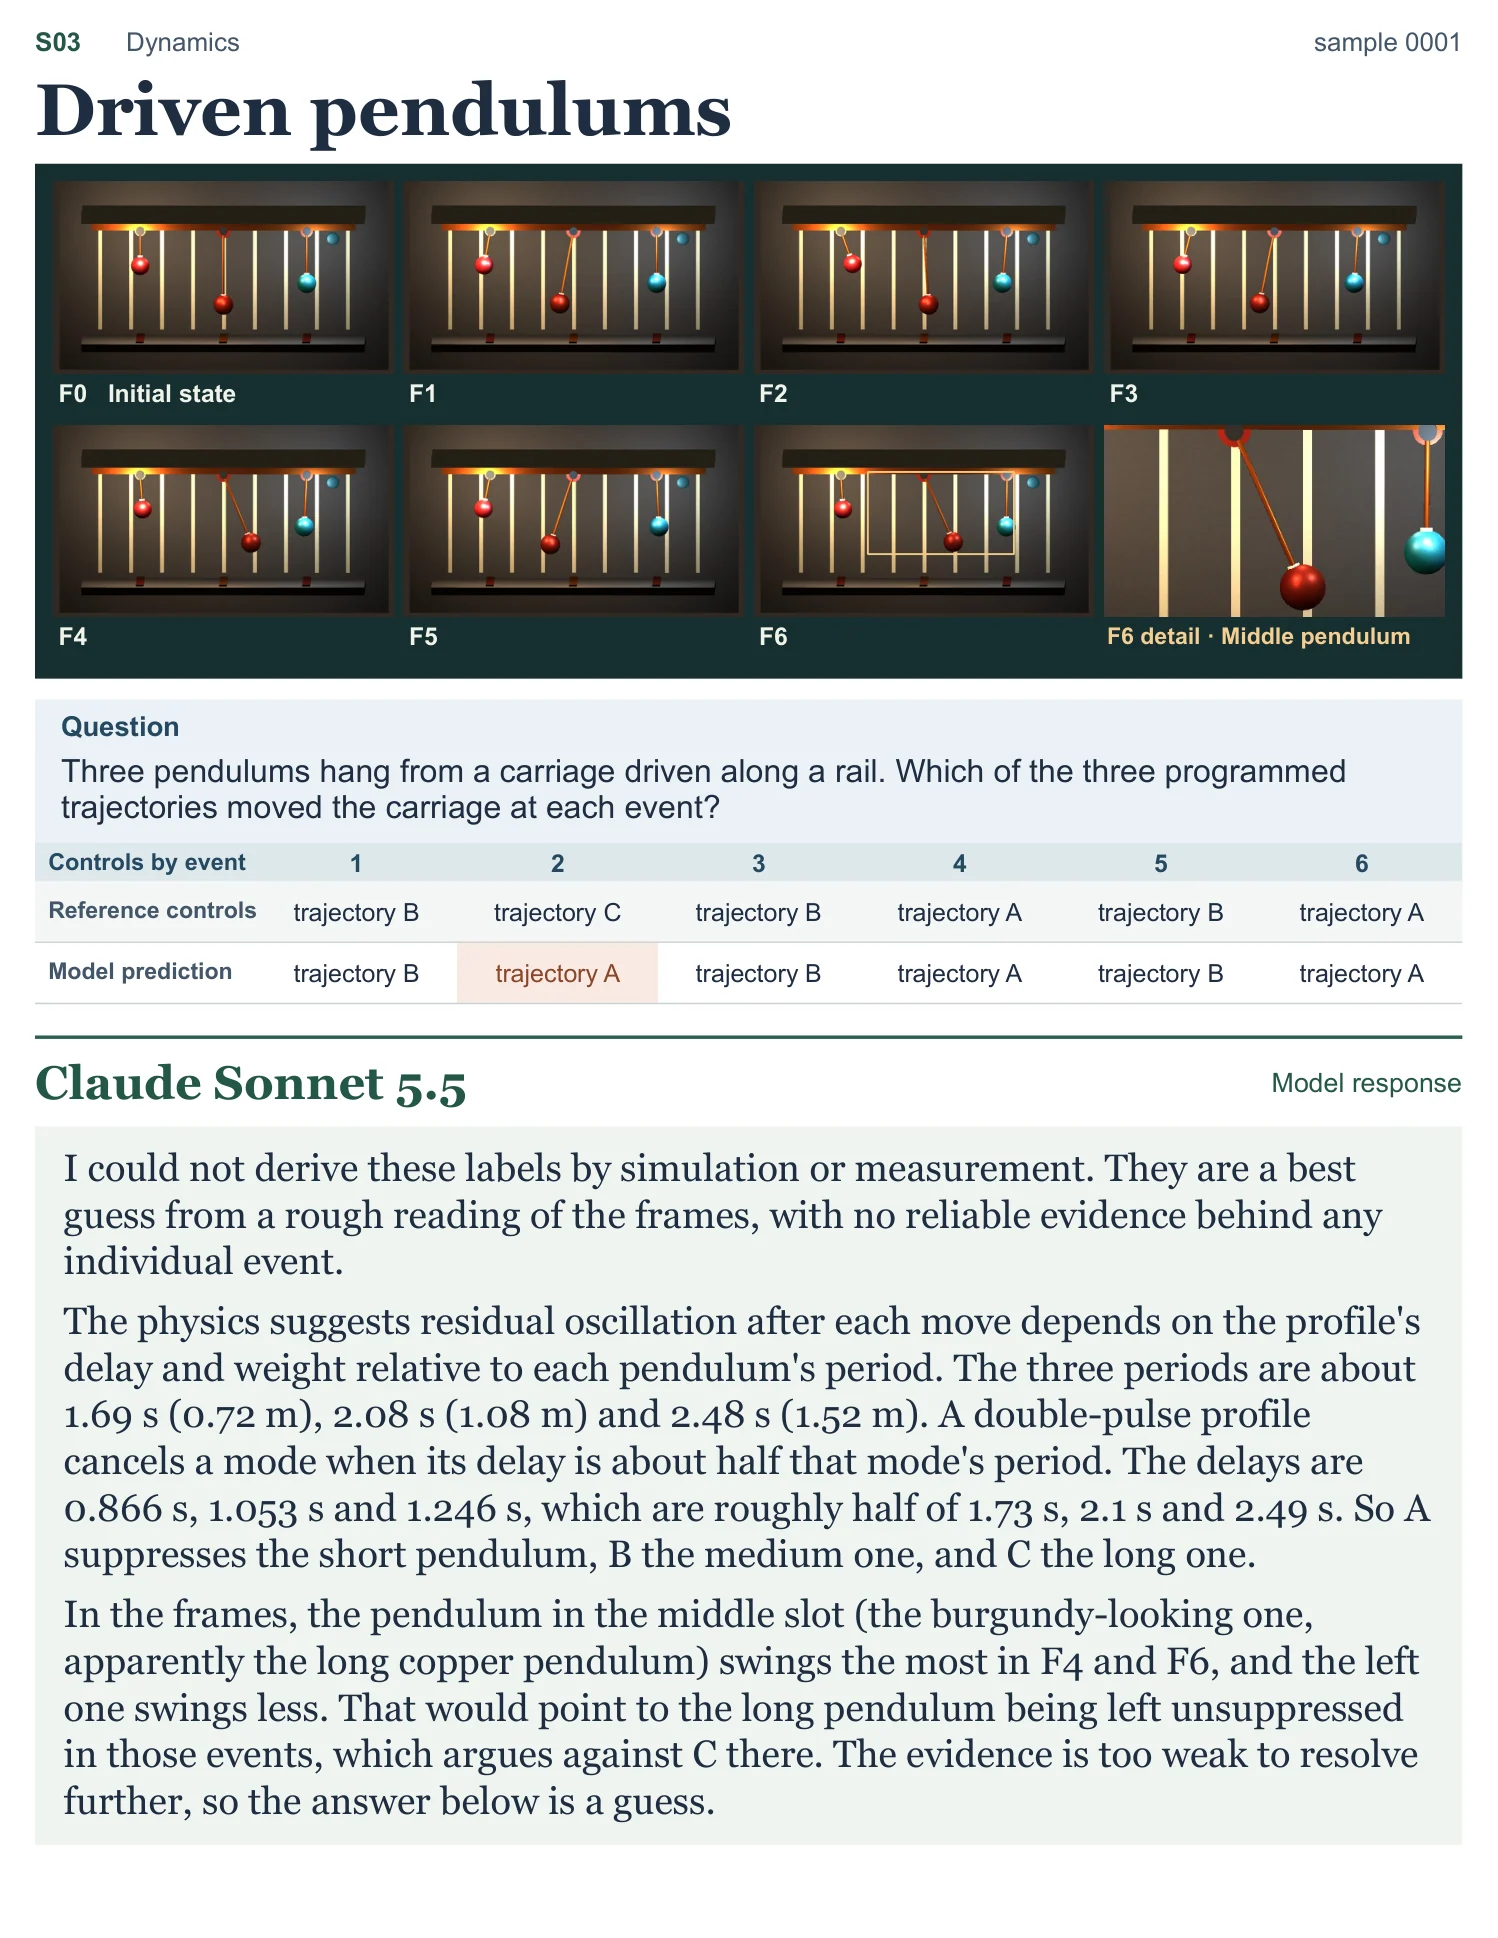 S03 Dynamics sample 0001
Driven pendulums
F0 Initial state F1 F2 F3
F4 F5 F6 F6 detail · Middle pendulum
Question
Three pendulums hang from a carriage driven along a rail. Which of the three programmed
trajectories moved the carriage at each event?
Controls by event 1 2 3 4 5 6
Reference controls trajectory B trajectory C trajectory B trajectory A trajectory B trajectory A
Model prediction trajectory B trajectory A trajectory B trajectory A trajectory B trajectory A
Claude Sonnet 5.5 Model response
I could not derive these labels by simulation or measurement. They are a best
guess from a rough reading of the frames, with no reliable evidence behind any
individual event.
The physics suggests residual oscillation after each move depends on the profile's
delay and weight relative to each pendulum's period. The three periods are about
1.69 s (0.72 m), 2.08 s (1.08 m) and 2.48 s (1.52 m). A double-pulse profile
cancels a mode when its delay is about half that mode's period. The delays are
0.866 s, 1.053 s and 1.246 s, which are roughly half of 1.73 s, 2.1 s and 2.49 s. So A
suppresses the short pendulum, B the medium one, and C the long one.
In the frames, the pendulum in the middle slot (the burgundy-looking one,
apparently the long copper pendulum) swings the most in F4 and F6, and the left
one swings less. That would point to the long pendulum being left unsuppressed
in those events, which argues against C there. The evidence is too weak to resolve
further, so the answer below is a guess.